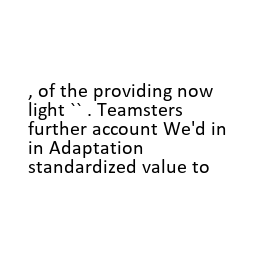 , of the providing now
light `` . Teamsters
further account We'd in
in Adaptation
standardized value to